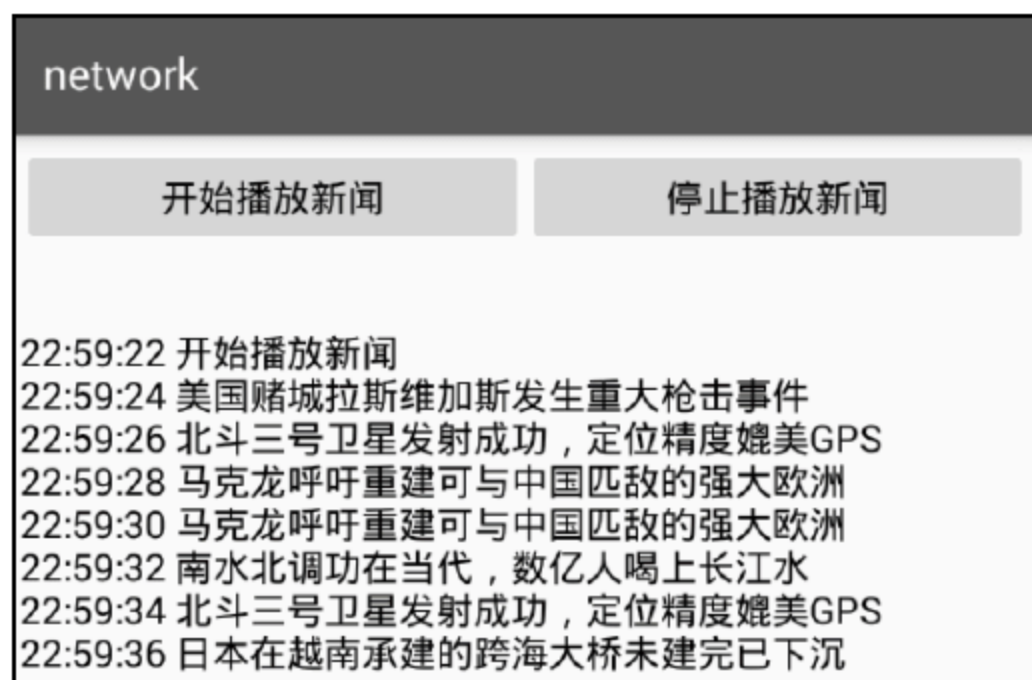 network
开始播放新闻
停止播放新闻
22:59:22 开始播放新闻
22:59:24 美国赌城拉斯维加斯发生重大枪击事件
22:59:26 北斗三号卫星发射成功，定位精度媲美GPS
22:59:28 马克龙呼吁重建可与中国匹敌的强大欧洲
22:59:30 马克龙呼吁重建可与中国匹敌的强大欧洲
22:59:32 南水北调功在当代，数亿人喝上长江水
22:59:34 北斗三号卫星发射成功，定位精度媲美GPS
22:59:36 日本在越南承建的跨海大桥未建完已下沉